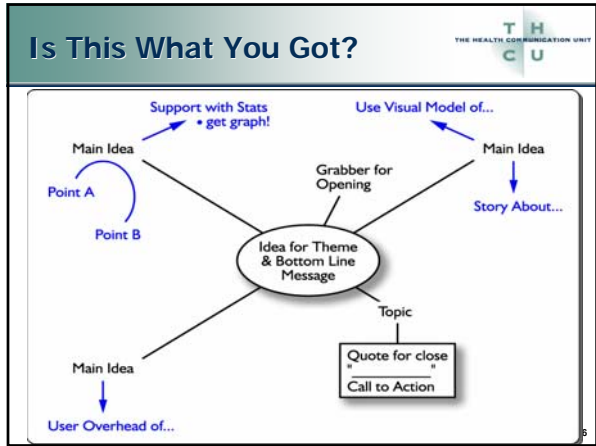 Is This What You Got?
T H
THE HEALTH COMMUNICATION UNIT
C U
Support with Stats
• get graph!
Main Idea
Point A
Point B
Use Visual Model of...
Main Idea
Story About...
Grabber for
Opening
Idea for Theme
& Bottom Line
Message
Topic
Quote for close
"____________"
Call to Action
Main Idea
User Overhead of...
6